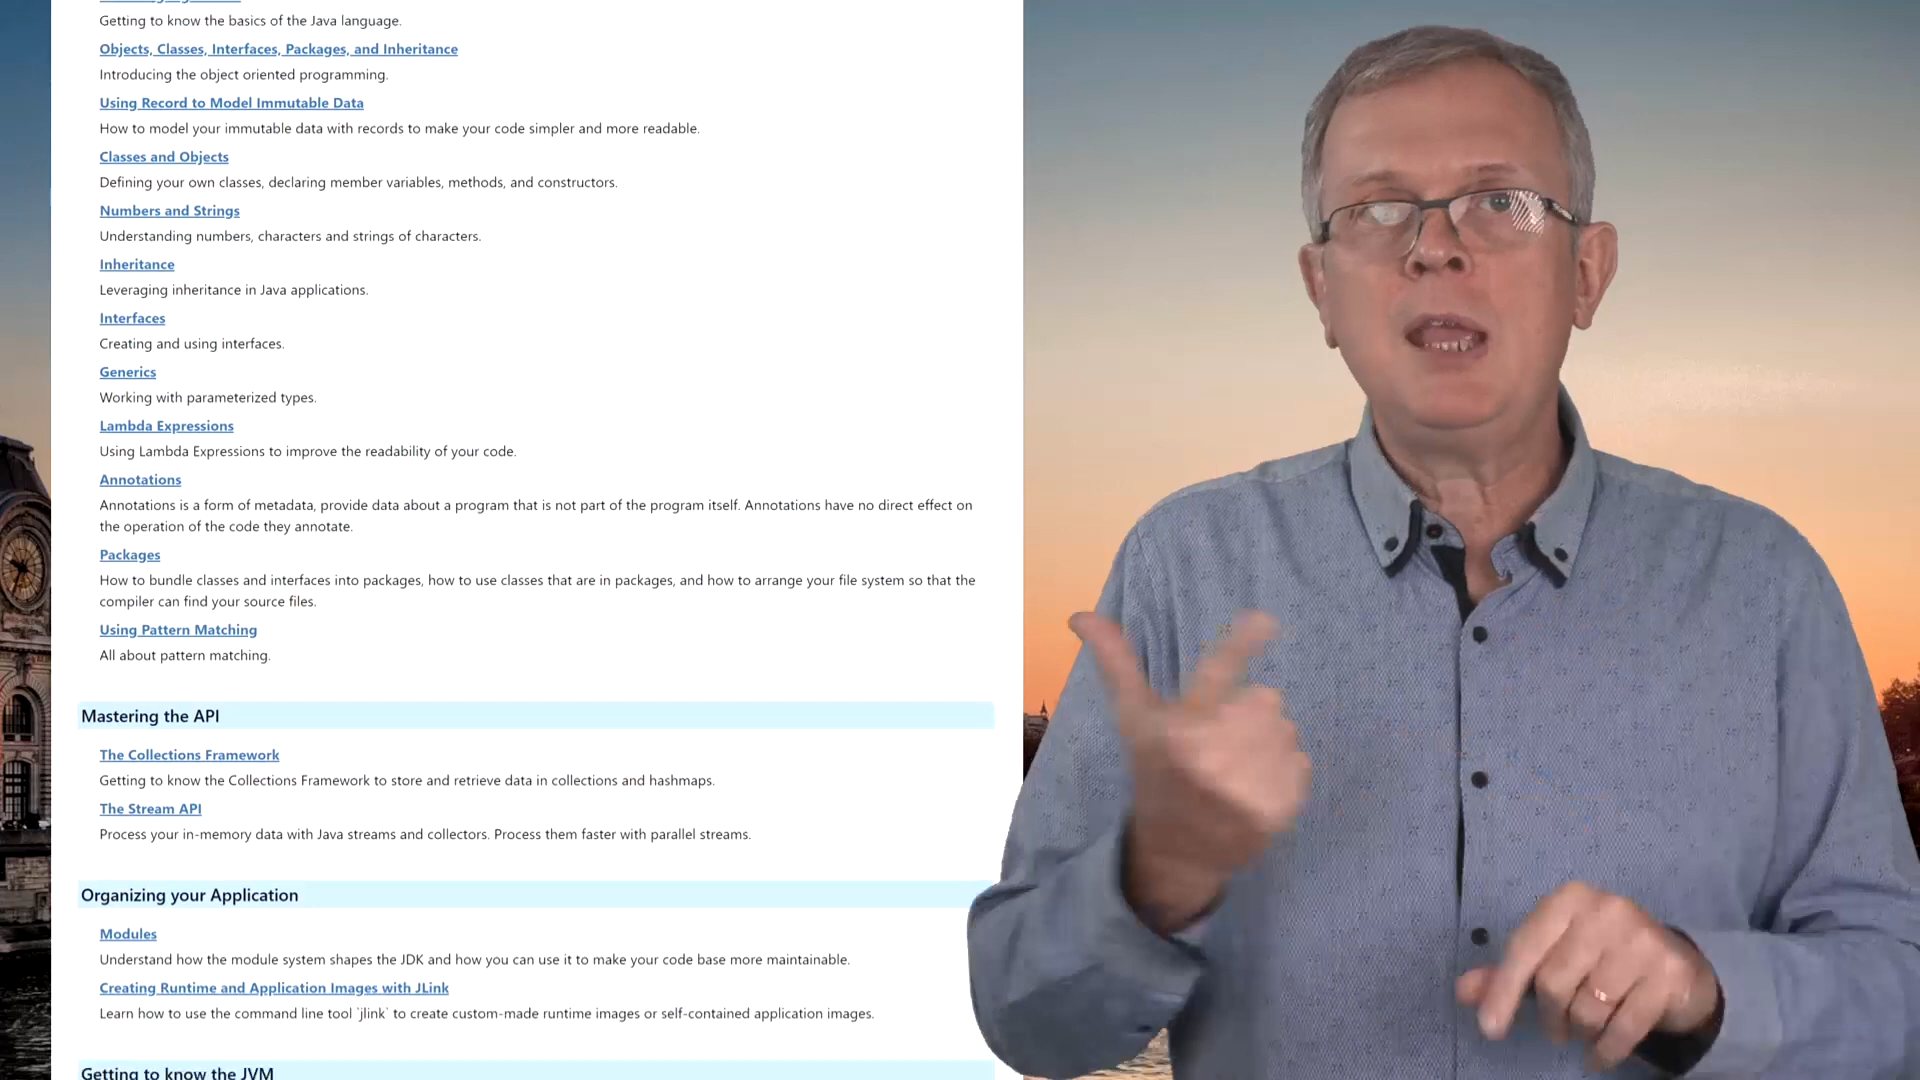 Getting to know the basics of the Java language.
Objects, Classes, Interfaces, Packages, and Inheritance
Introducing the object oriented programming.
Using Record to Model Immutable Data
How to model your immutable data with records to make your code simpler and more readable.
Classes and Objects
Defining your own classes, declaring member variables, methods, and constructors.
Numbers and Strings
Understanding numbers, characters and strings of characters.
Inheritance
Leveraging inheritance in Java applications.
Interfaces
Creating and using interfaces.
Generics
Working with parameterized types.
Lambda Expressions
Using Lambda Expressions to improve the readability of your code.
Annotations
Annotations is a form of metadata, provide data about a program that is not part of the program itself. Annotations have no direct effect on
the operation of the code they annotate.
Packages
How to bundle classes and interfaces into packages, how to use classes that are in packages, and how to arrange your file system so that the
compiler can find your source files.
Using Pattern Matching
All about pattern matching.
Mastering the API
The Collections Framework
Getting to know the Collections Framework to store and retrieve data in collections and hashmaps.
The Stream API
Process your in-memory data with Java streams and collectors. Process them faster with parallel streams.
Organizing your Application
Modules
Understand how the module system shapes the JDK and how you can use it to make your code base more maintainable.
Creating Runtime and Application Images with JLink
Learn how to use the command line tool `jlink` to create custom-made runtime images or self-contained application images.
Getting to know the JVM